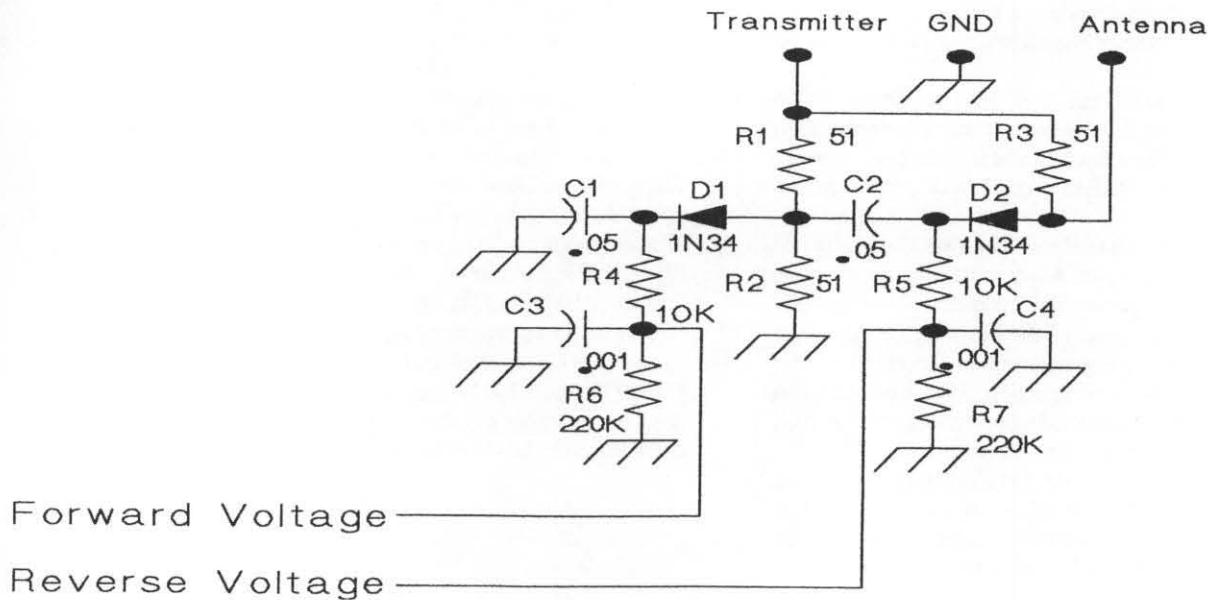 Transmitter GND Antenna
R1 51 R3 51
C1 D1 C2 D2
.05 1N34 .05 1N34
R4 R2 51 R5 10K
C3 10K C4
.001 .001
R6 R7
220K 220K
Forward Voltage
Reverse Voltage